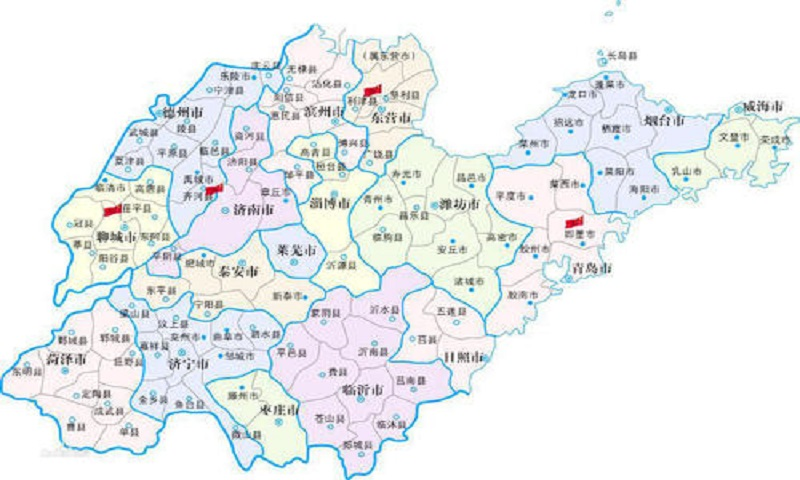 长岛县
(属东营市)
庆云县
无棣县
乐陵市
沾化县
宁津县
阳信县
利津县
垦利县
蓬莱市
龙口市
威海市
德州市
惠民县
滨州市
东营市
招远市
栖霞市
烟台市
文登市
荣成市
陵县
武城县
商河县
平原县
临邑县
高青县
博兴县
广饶县
莱州市
夏津县
济阳县
桓台县
邹平县
莱阳市
乳山市
海阳市
禹城市
临清市
高唐县
齐河县
章丘市
寿光市
昌邑市
平度市
莱西市
茌平县
济南市
淄博市
青州市
昌乐县
潍坊市
冠县
聊城市
东阿县
临朐县
安丘市
高密市
即墨市
莘县
阳谷县
平阴县
肥城市
泰安市
莱芜市
沂源县
胶州市
青岛市
东平县
宁阳县
新泰市
诸城市
胶南市
梁山县
汶上县
蒙阴县
沂水县
五莲县
鄄城县
郓城县
嘉祥县
兖州市
曲阜市
泗水县
莒县
菏泽市
巨野县
济宁市
邹城市
平邑县
沂南县
日照市
东明县
费县
临沂市
莒南县
定陶县
金乡县
鱼台县
滕州市
枣庄市
成武县
苍山县
临沭县
曹县
单县
微山县
郯城县